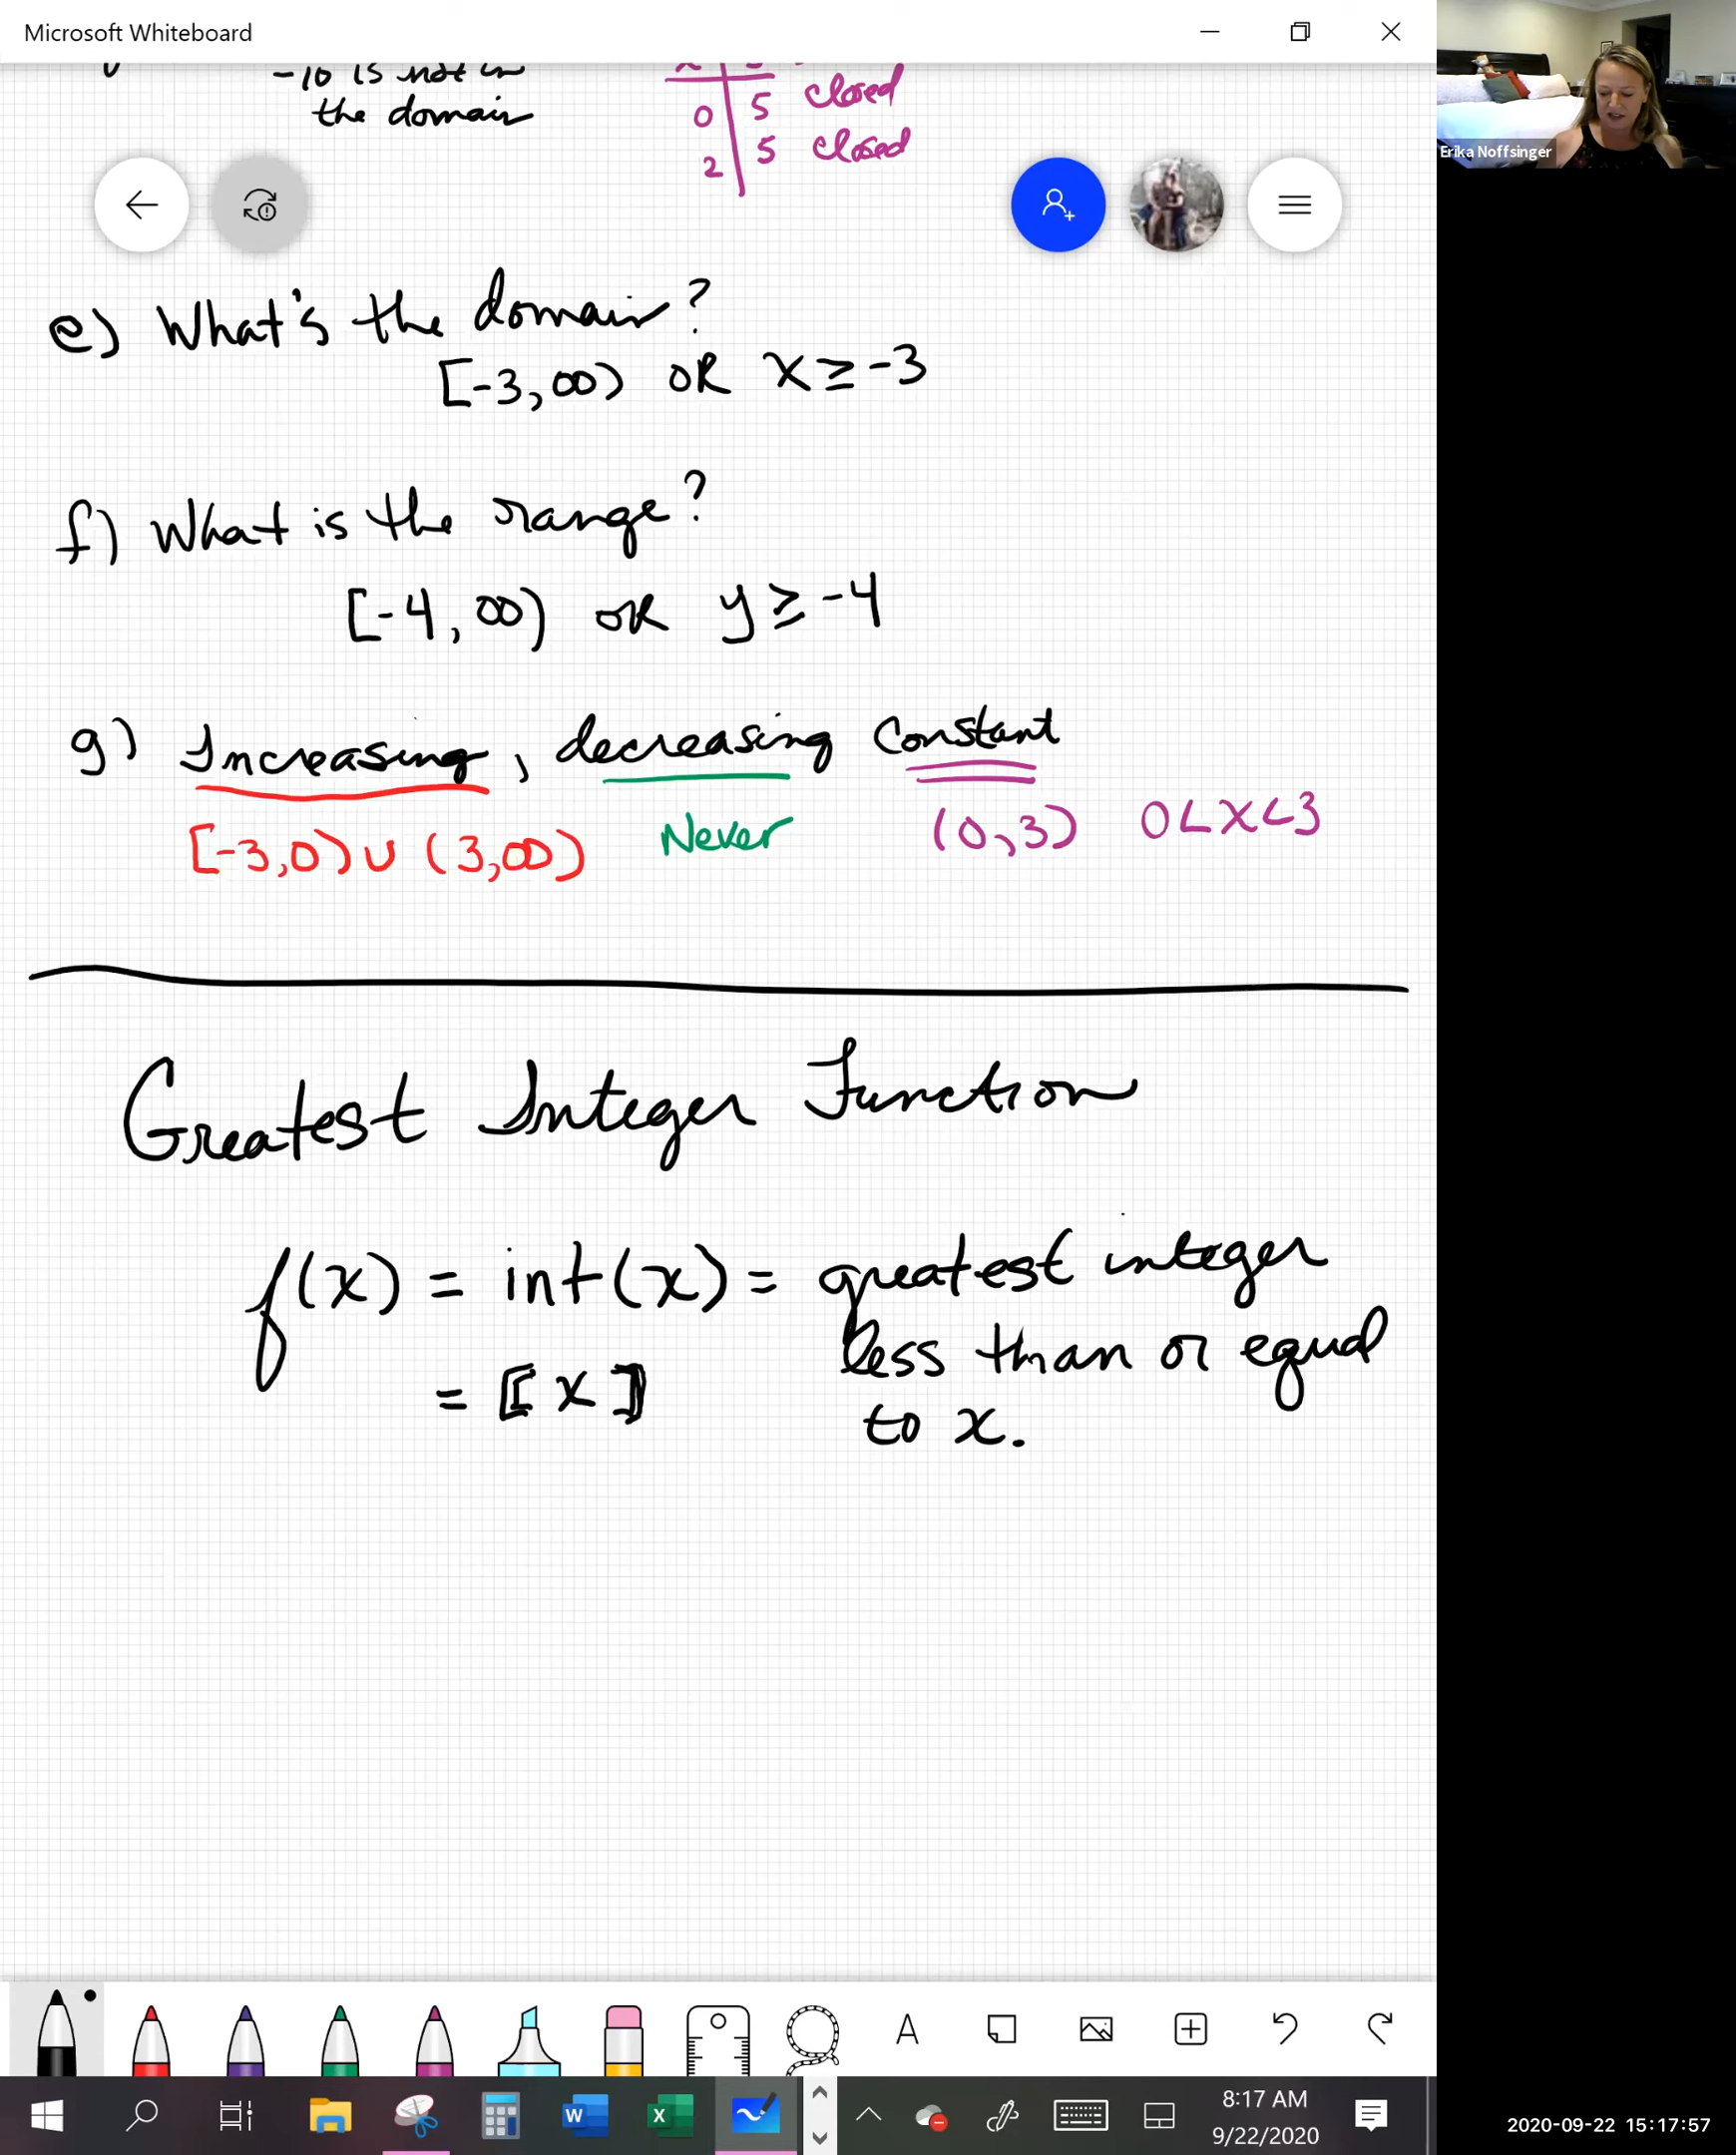 Microsoft Whiteboard
-10 is not in
the domain
0 5 closed
2 5 closed
Erika Noffsinger
e) What's the domain?
[-3, ∞) OR x ≥ -3
f) What is the range?
[-4, ∞) OR y ≥ -4
g) Increasing, decreasing Constant
[-3,0) ∪ (3,∞) Never (0,3) 0<x<3
Greatest Integer Function
f(x) = int(x) = greatest integer
less than or equal
= ⟦x⟧
to x.
A
W X
8:17 AM
9/22/2020
2020-09-22 15:17:57